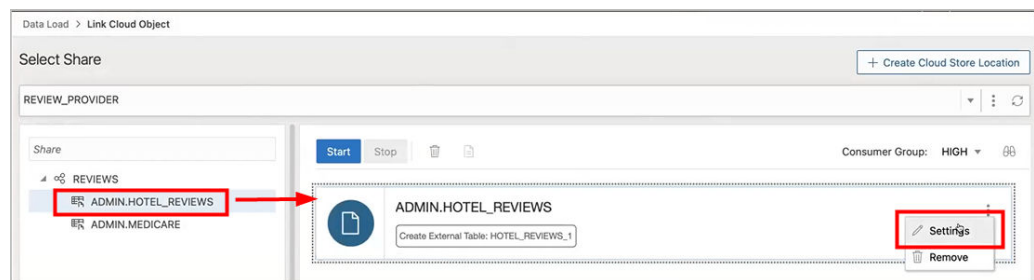 Data Load > Link Cloud Object
Select Share
+ Create Cloud Store Location
REVIEW_PROVIDER
Share
REVIEWS
ADMIN.HOTEL_REVIEWS
ADMIN.MEDICARE
Start Stop Consumer Group: HIGH
ADMIN.HOTEL_REVIEWS
Create External Table: HOTEL_REVIEWS_1
Settings
Remove